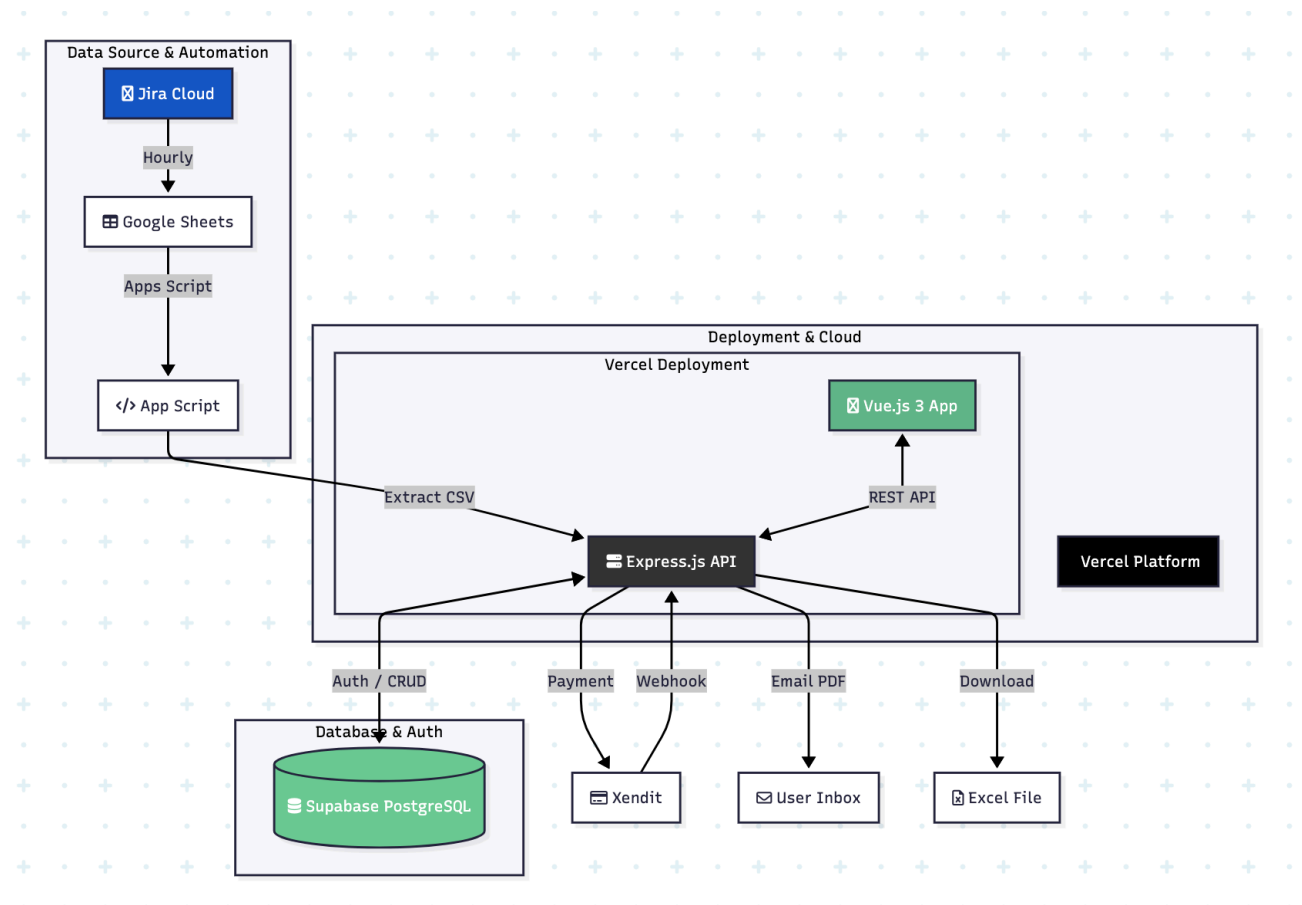 Data Source & Automation
Jira Cloud
Hourly
Google Sheets
Apps Script
App Script
Deployment & Cloud
Vercel Deployment
Vue.js 3 App
Extract CSV
REST API
Express.js API
Vercel Platform
Auth / CRUD
Payment
Webhook
Email PDF
Download
Database & Auth
Supabase PostgreSQL
Xendit
User Inbox
Excel File